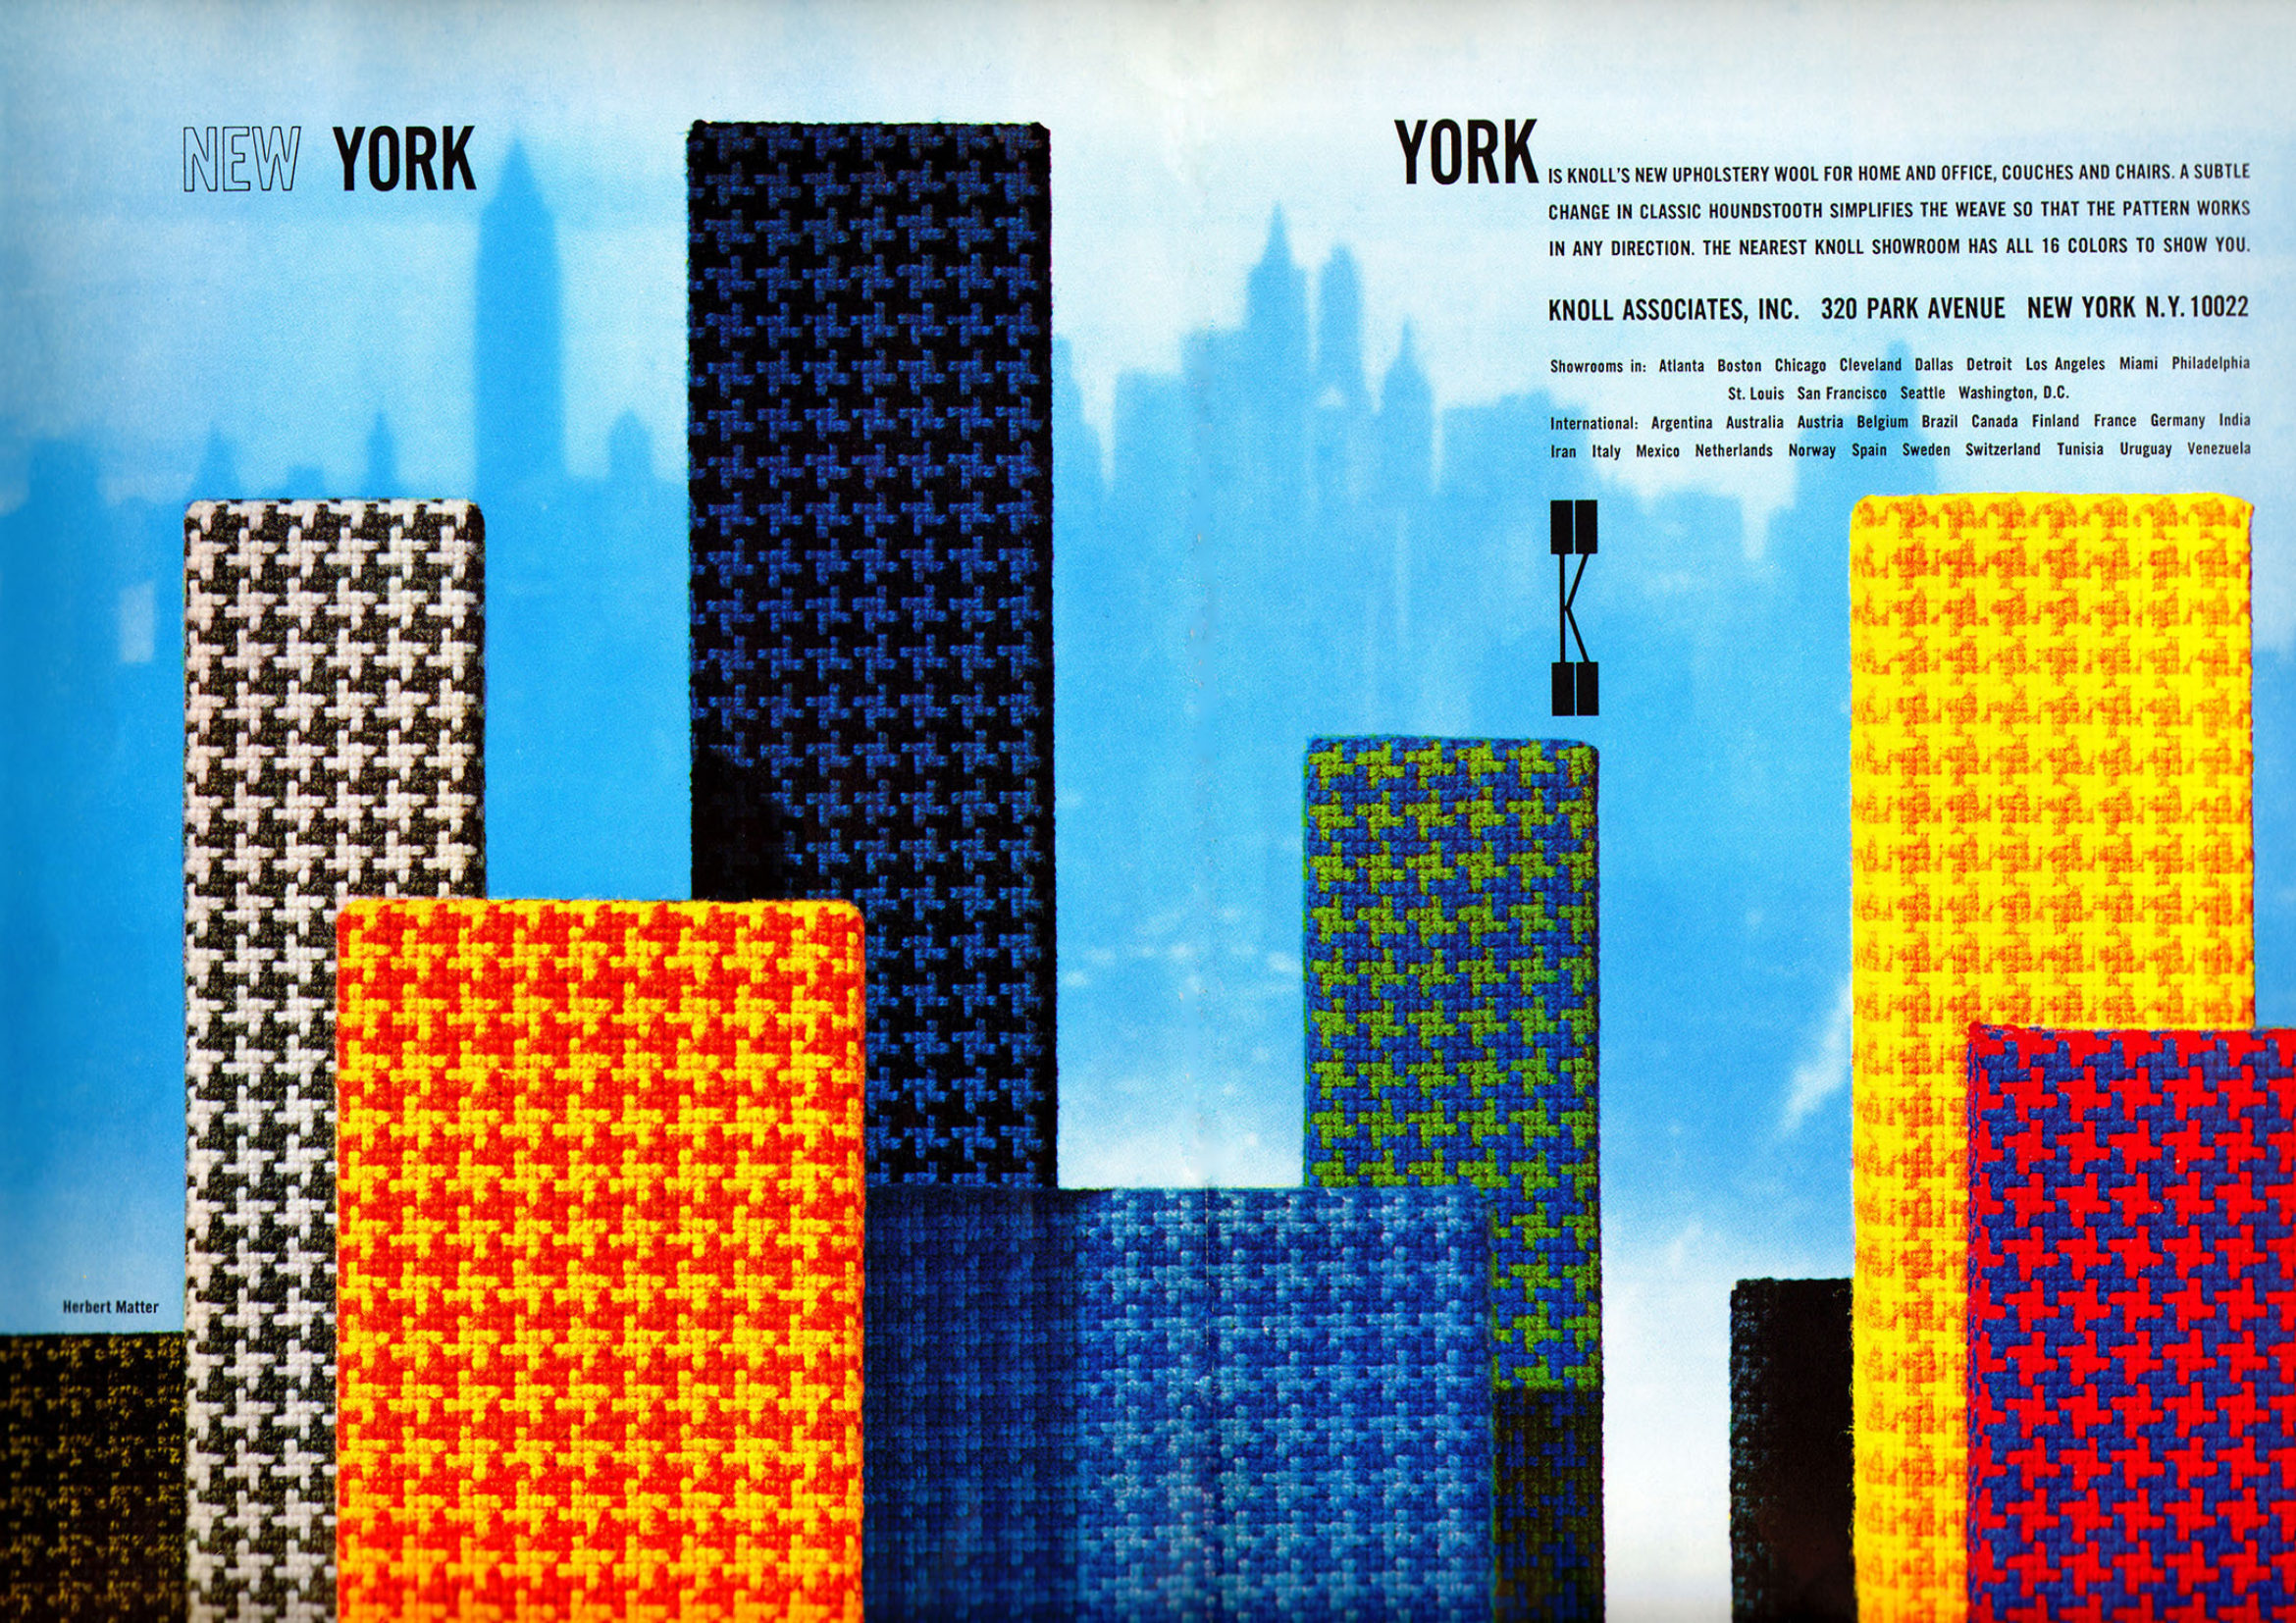 NEW YORK
YORK IS KNOLL'S NEW UPHOLSTERY WOOL FOR HOME AND OFFICE, COUCHES AND CHAIRS. A SUBTLE
CHANGE IN CLASSIC HOUNDSTOOTH SIMPLIFIES THE WEAVE SO THAT THE PATTERN WORKS
IN ANY DIRECTION. THE NEAREST KNOLL SHOWROOM HAS ALL 16 COLORS TO SHOW YOU.
KNOLL ASSOCIATES, INC. 320 PARK AVENUE NEW YORK N.Y. 10022
Showrooms in: Atlanta Boston Chicago Cleveland Dallas Detroit Los Angeles Miami Philadelphia
St. Louis San Francisco Seattle Washington, D.C.
International: Argentina Australia Austria Belgium Brazil Canada Finland France Germany India
Iran Italy Mexico Netherlands Norway Spain Sweden Switzerland Tunisia Uruguay Venezuela
K
Herbert Matter